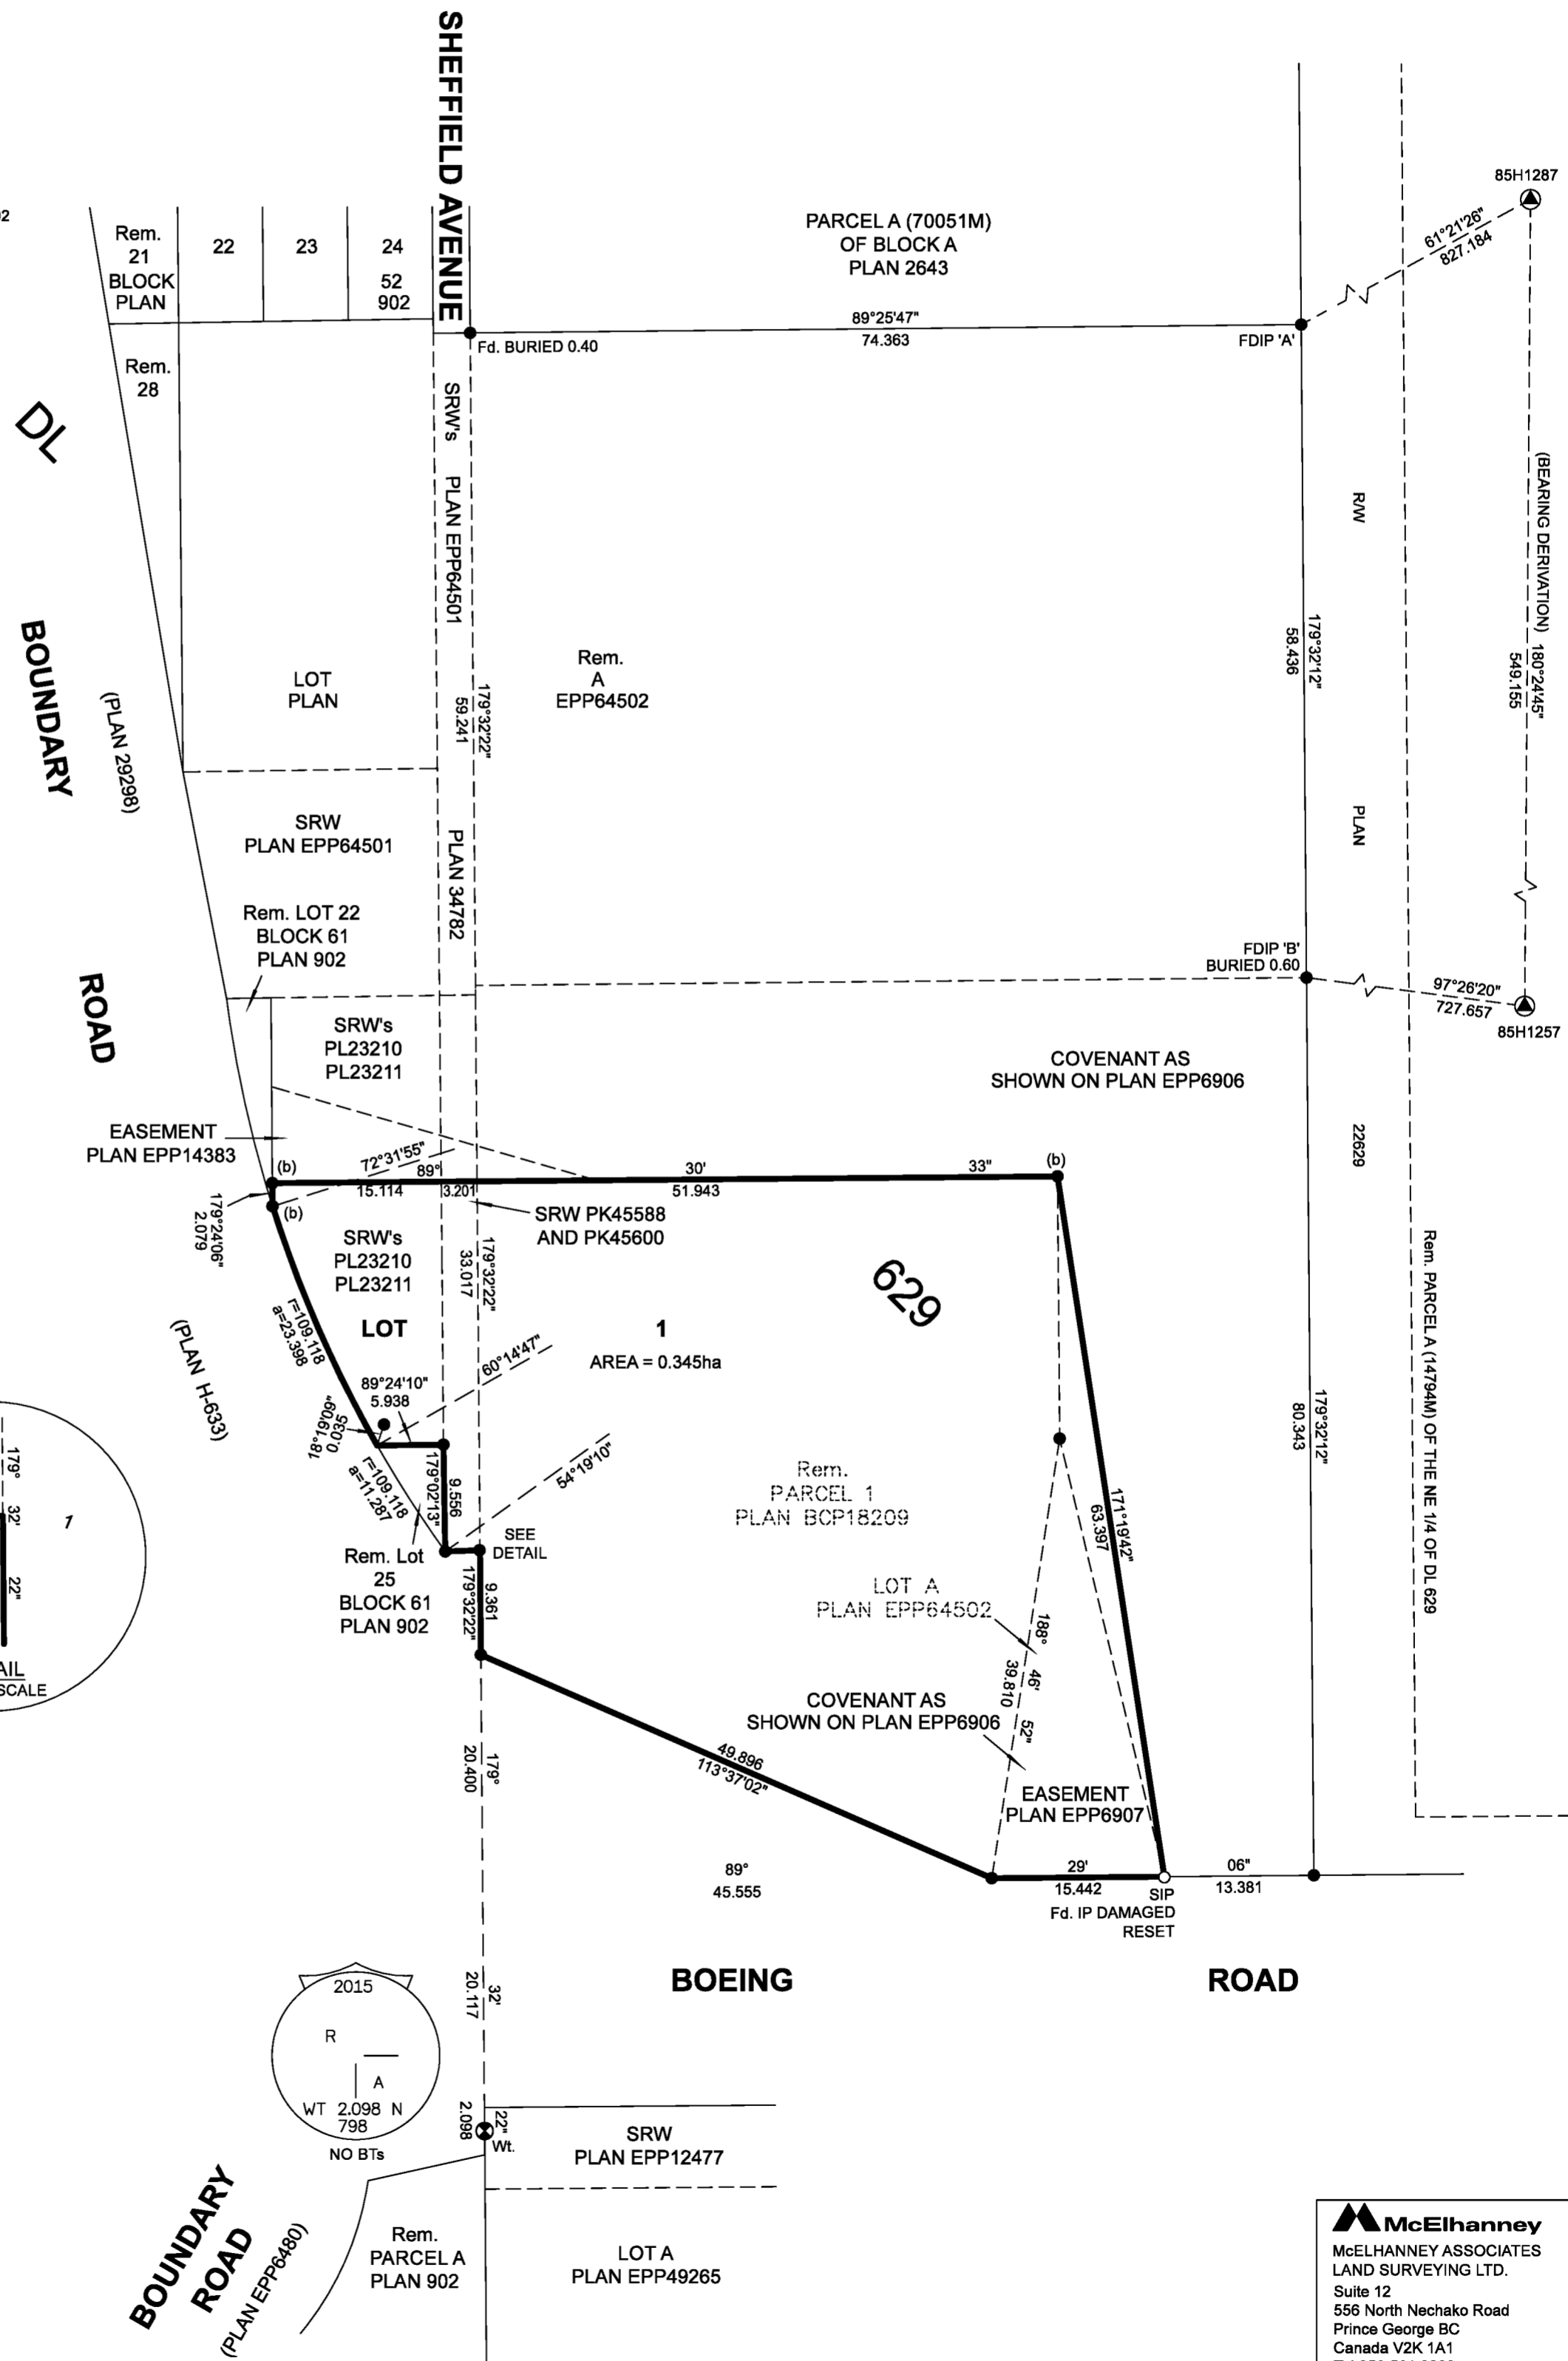 SHEFFIELD AVENUE
85H1287
02
Rem.
21
BLOCK
PLAN
22
23
24
52
902
PARCEL A (70051M)
OF BLOCK A
PLAN 2643
61°21'26"
827.184
89°25'47"
74.363
Fd. BURIED 0.40
FDIP 'A'
Rem.
28
DL
SRW's
PLAN EPP64501
R/W
(BEARING DERIVATION)
180°24'45"
549.155
BOUNDARY
(PLAN 29298)
LOT
PLAN
179°32'22"
59.241
Rem.
A
EPP64502
179°32'12"
58.436
SRW
PLAN EPP64501
PLAN 34782
PLAN
Rem. LOT 22
BLOCK 61
PLAN 902
FDIP 'B'
BURIED 0.60
97°26'20"
727.657
85H1257
ROAD
SRW's
PL23210
PL23211
COVENANT AS
SHOWN ON PLAN EPP6906
EASEMENT
PLAN EPP14383
22629
72°31'55"
(b)
89°
30'
33"
(b)
15.114
3.201
51.943
179°24'06"
2.079
(b)
SRW PK45588
AND PK45600
SRW's
PL23210
PL23211
179°32'22"
33.017
629
Rem. PARCEL A (14794M) OF THE NE 1/4 OF DL 629
r=109.118
a=23.398
LOT
1
AREA = 0.345ha
(PLAN H-633)
60°14'47"
89°24'10"
5.938
18°19'09"
0.035
179°32'12"
80.343
179°
32'
22"
1
r=109.118
a=11.287
9.556
179°02'13"
54°19'10"
Rem.
PARCEL 1
PLAN BCP18209
171°19'42"
63.397
SEE
DETAIL
Rem. Lot
25
BLOCK 61
PLAN 902
9.361
179°32'22"
LOT A
PLAN EPP64502
188°
46'
52"
39.810
AIL
SCALE
COVENANT AS
SHOWN ON PLAN EPP6906
49.896
113°37'02"
179°
20.400
EASEMENT
PLAN EPP6907
89°
45.555
29'
15.442
06"
13.381
SIP
Fd. IP DAMAGED
RESET
BOEING
ROAD
32'
20.117
2015
R
A
WT 2.098 N
798
NO BTs
22"
2.098
Wt.
SRW
PLAN EPP12477
BOUNDARY
ROAD
(PLAN EPP6480)
Rem.
PARCEL A
PLAN 902
LOT A
PLAN EPP49265
McElhanney
McELHANNEY ASSOCIATES
LAND SURVEYING LTD.
Suite 12
556 North Nechako Road
Prince George BC
Canada V2K 1A1